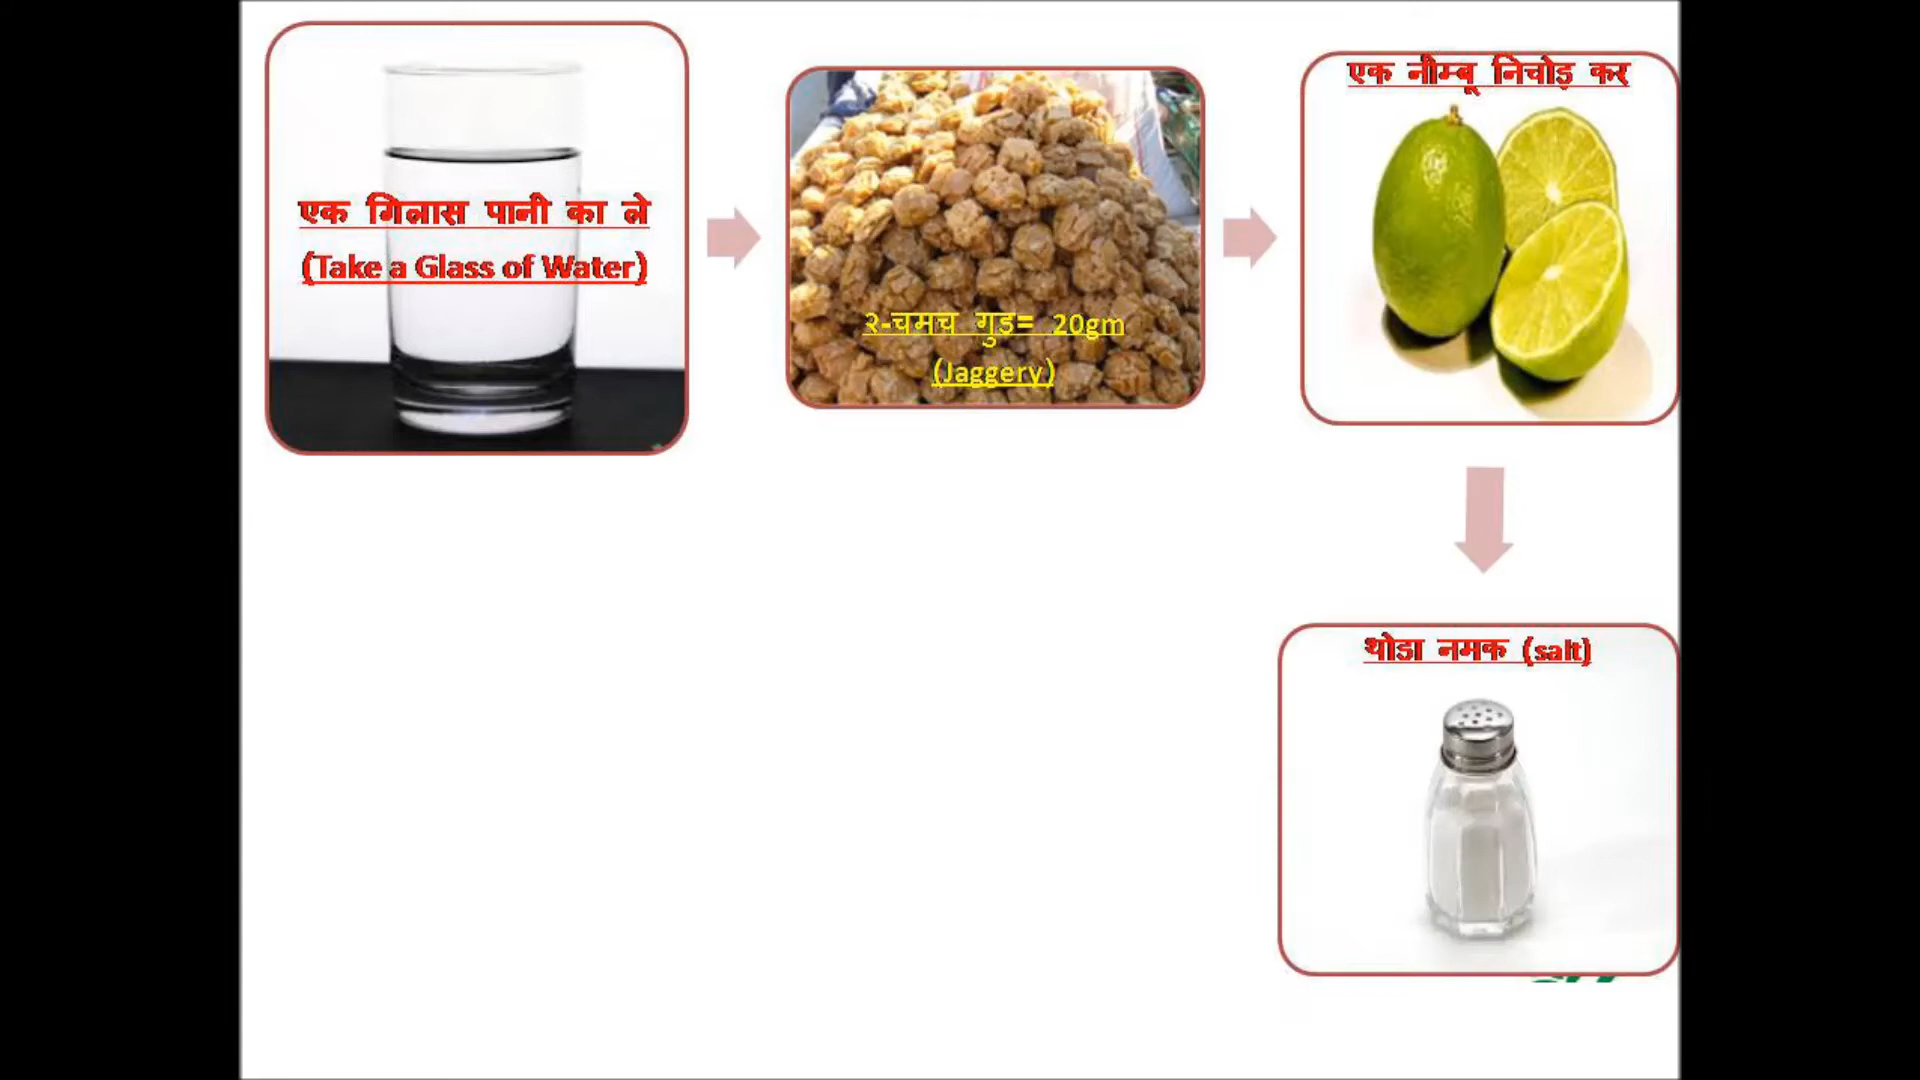 एक गिलास पानी का ले
(Take a Glass of Water)
२-चमच गुड= 20gm
(Jaggery)
एक नीम्बू निचोड़ कर
थोडा नमक (salt)